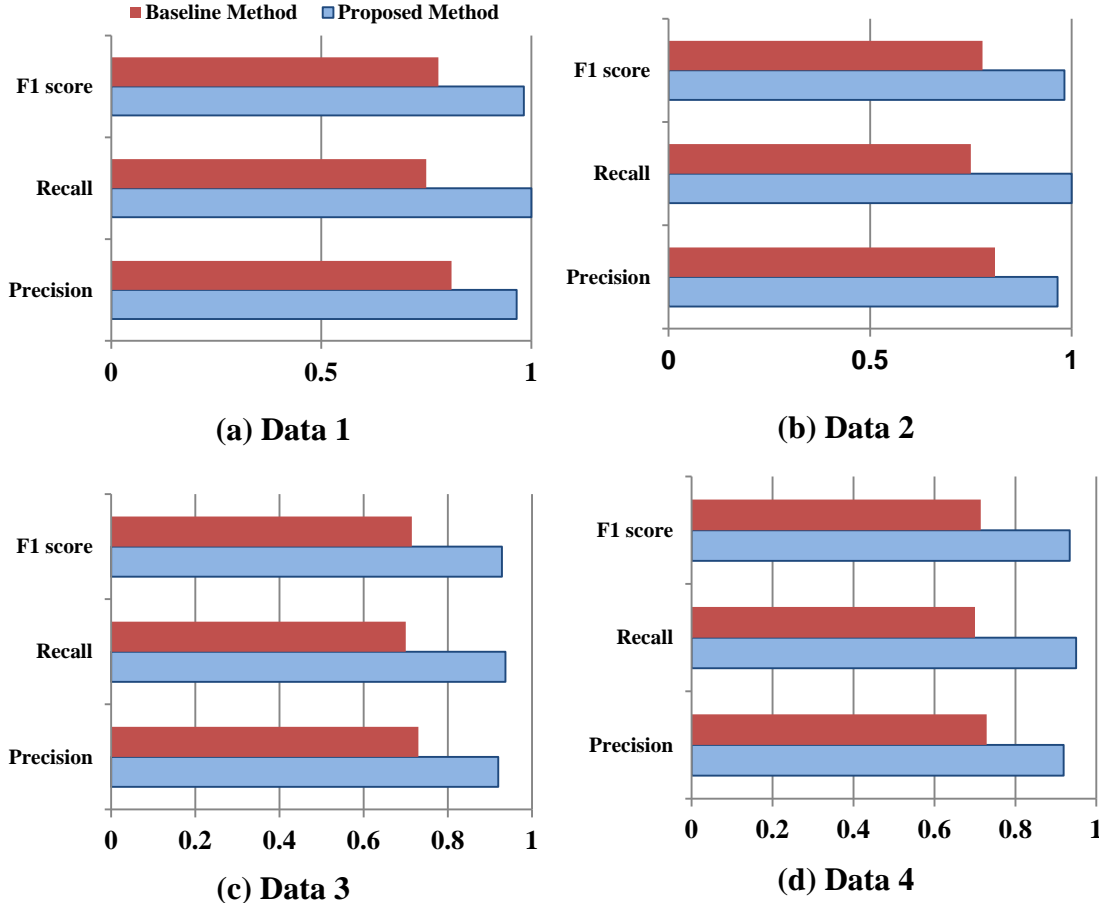 Baseline Method Proposed Method
F1 score
Recall
Precision
0 0.5 1
(a) Data 1
F1 score
Recall
Precision
0 0.5 1
(b) Data 2
F1 score
Recall
Precision
0 0.2 0.4 0.6 0.8 1
(c) Data 3
F1 score
Recall
Precision
0 0.2 0.4 0.6 0.8 1
(d) Data 4